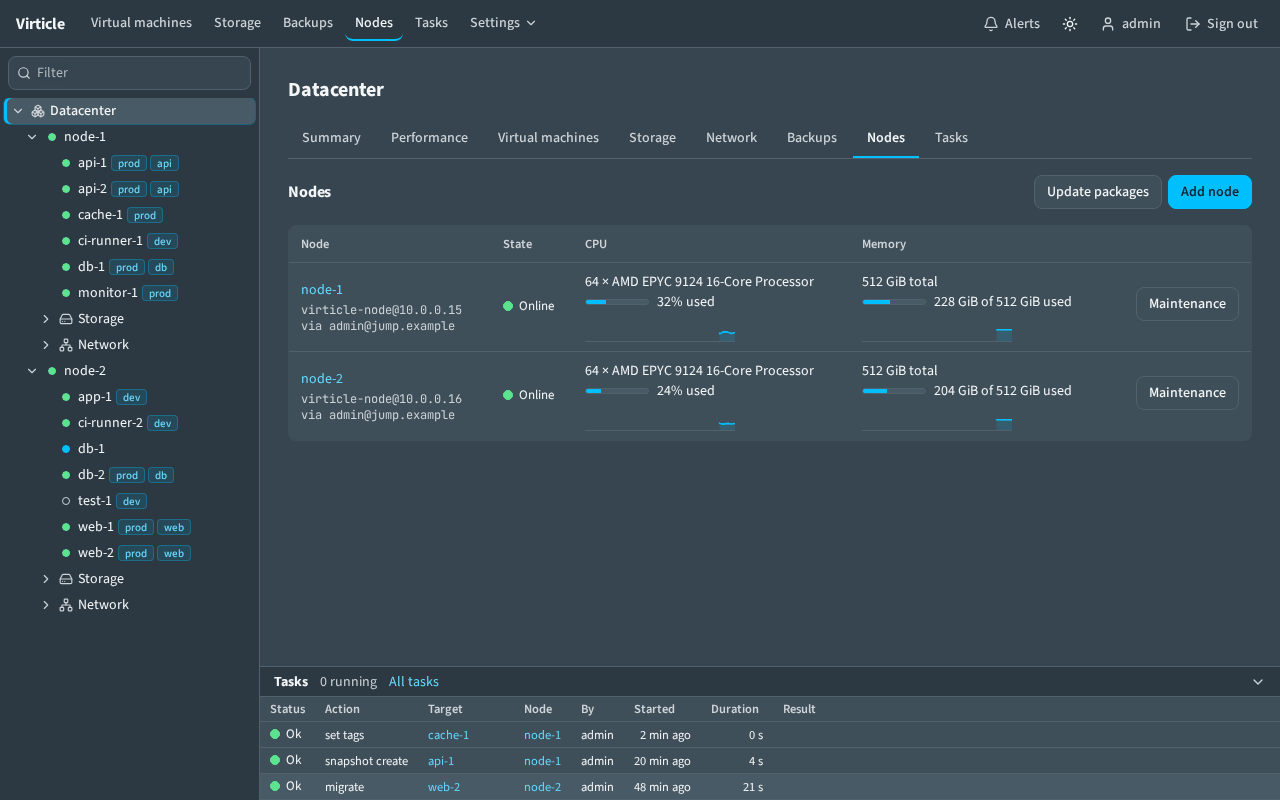 Virticle
Virtual machines
Storage
Backups
Nodes
Tasks
Settings
Alerts
admin
Sign out
Filter
Datacenter
node-1
api-1 prod api
api-2 prod api
cache-1 prod
ci-runner-1 dev
db-1 prod db
monitor-1 prod
Storage
Network
node-2
app-1 dev
ci-runner-2 dev
db-1
db-2 prod db
test-1 dev
web-1 prod web
web-2 prod web
Storage
Network
Datacenter
Summary Performance Virtual machines Storage Network Backups Nodes Tasks
Nodes
Update packages
Add node
Node State CPU Memory
node-1
virticle-node@10.0.0.15
via admin@jump.example
Online
64 × AMD EPYC 9124 16-Core Processor
32% used
512 GiB total
228 GiB of 512 GiB used
Maintenance
node-2
virticle-node@10.0.0.16
via admin@jump.example
Online
64 × AMD EPYC 9124 16-Core Processor
24% used
512 GiB total
204 GiB of 512 GiB used
Maintenance
Tasks 0 running All tasks
Status Action Target Node By Started Duration Result
Ok set tags cache-1 node-1 admin 2 min ago 0 s
Ok snapshot create api-1 node-1 admin 20 min ago 4 s
Ok migrate web-2 node-2 admin 48 min ago 21 s